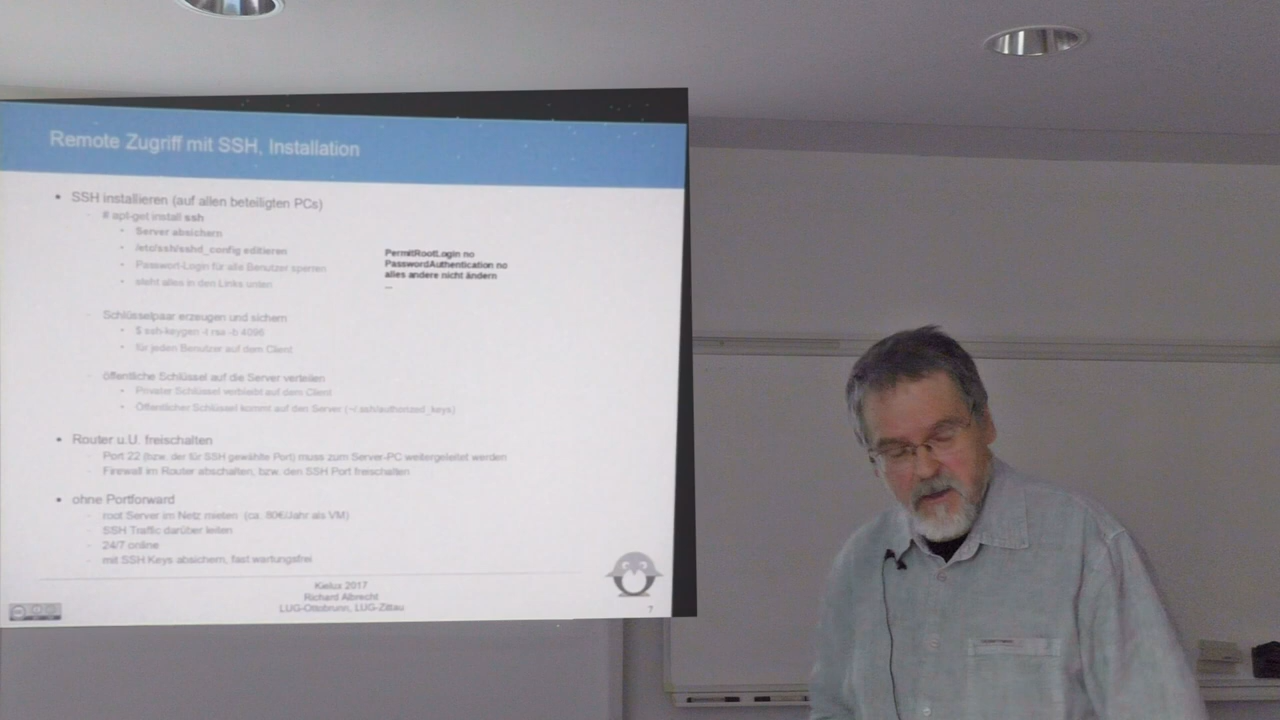 Remote Zugriff mit SSH, Installation
• SSH installieren (auf allen beteiligten PCs)
- # apt-get install ssh
• Server absichern
• /etc/ssh/sshd_config editieren
• Passwort-Login für alle Benutzer sperren
• steht alles in den Links unten
PermitRootLogin no
PasswordAuthentication no
alles andere nicht ändern
...
- Schlüsselpaar erzeugen und sichern
• $ ssh-keygen -t rsa -b 4096
• für jeden Benutzer auf dem Client
- öffentliche Schlüssel auf die Server verteilen
• Privater Schlüssel verbleibt auf dem Client
• Öffentlicher Schlüssel kommt auf den Server (~/.ssh/authorized_keys)
• Router u.U. freischalten
- Port 22 (bzw. der für SSH gewählte Port) muss zum Server-PC weitergeleitet werden
- Firewall im Router abschalten, bzw. den SSH Port freischalten
• ohne Portforward
- root Server im Netz mieten (ca. 80€/Jahr als VM)
- SSH Traffic darüber leiten
- 24/7 online
- mit SSH Keys absichern, fast wartungsfrei
Kielux 2017
Richard Albrecht
LUG-Ottobrunn, LUG-Zittau
7